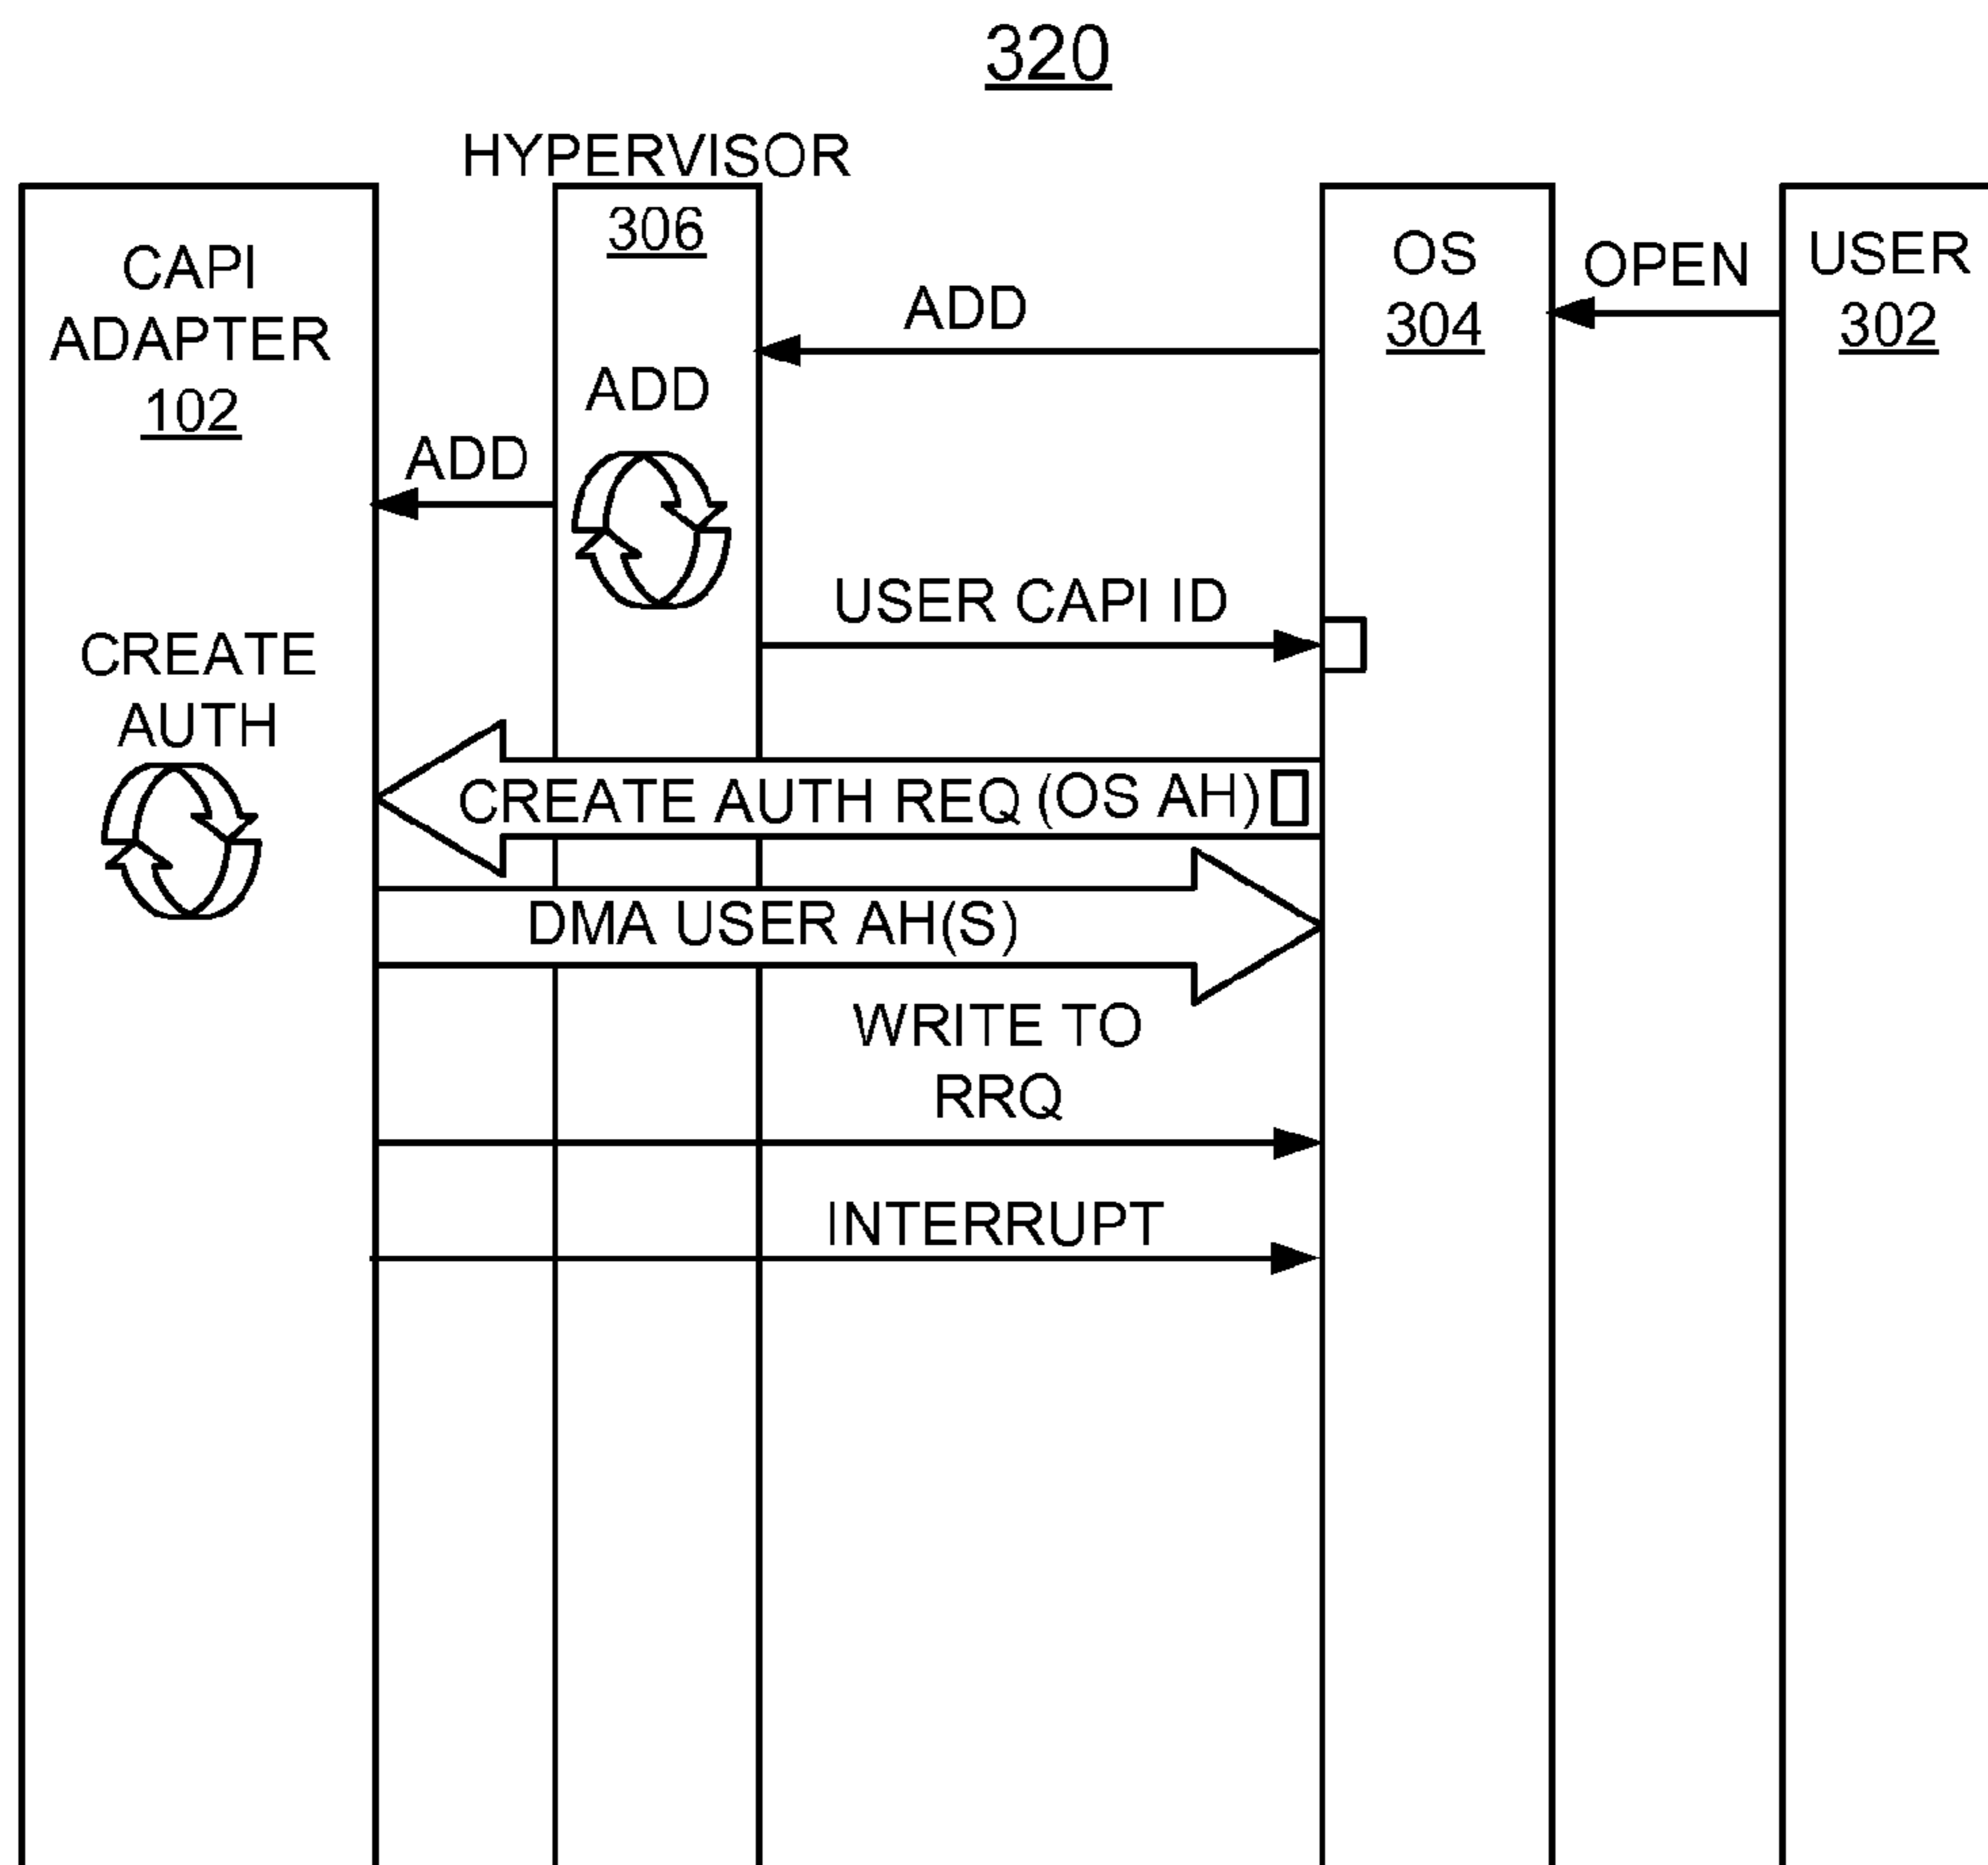 320
HYPERVISOR
306
CAPI
ADAPTER
102
OS
304
OPEN
USER
302
ADD
ADD
ADD
USER CAPI ID
CREATE
AUTH
CREATE AUTH REQ (OS AH)
DMA USER AH(S)
WRITE TO
RRQ
INTERRUPT